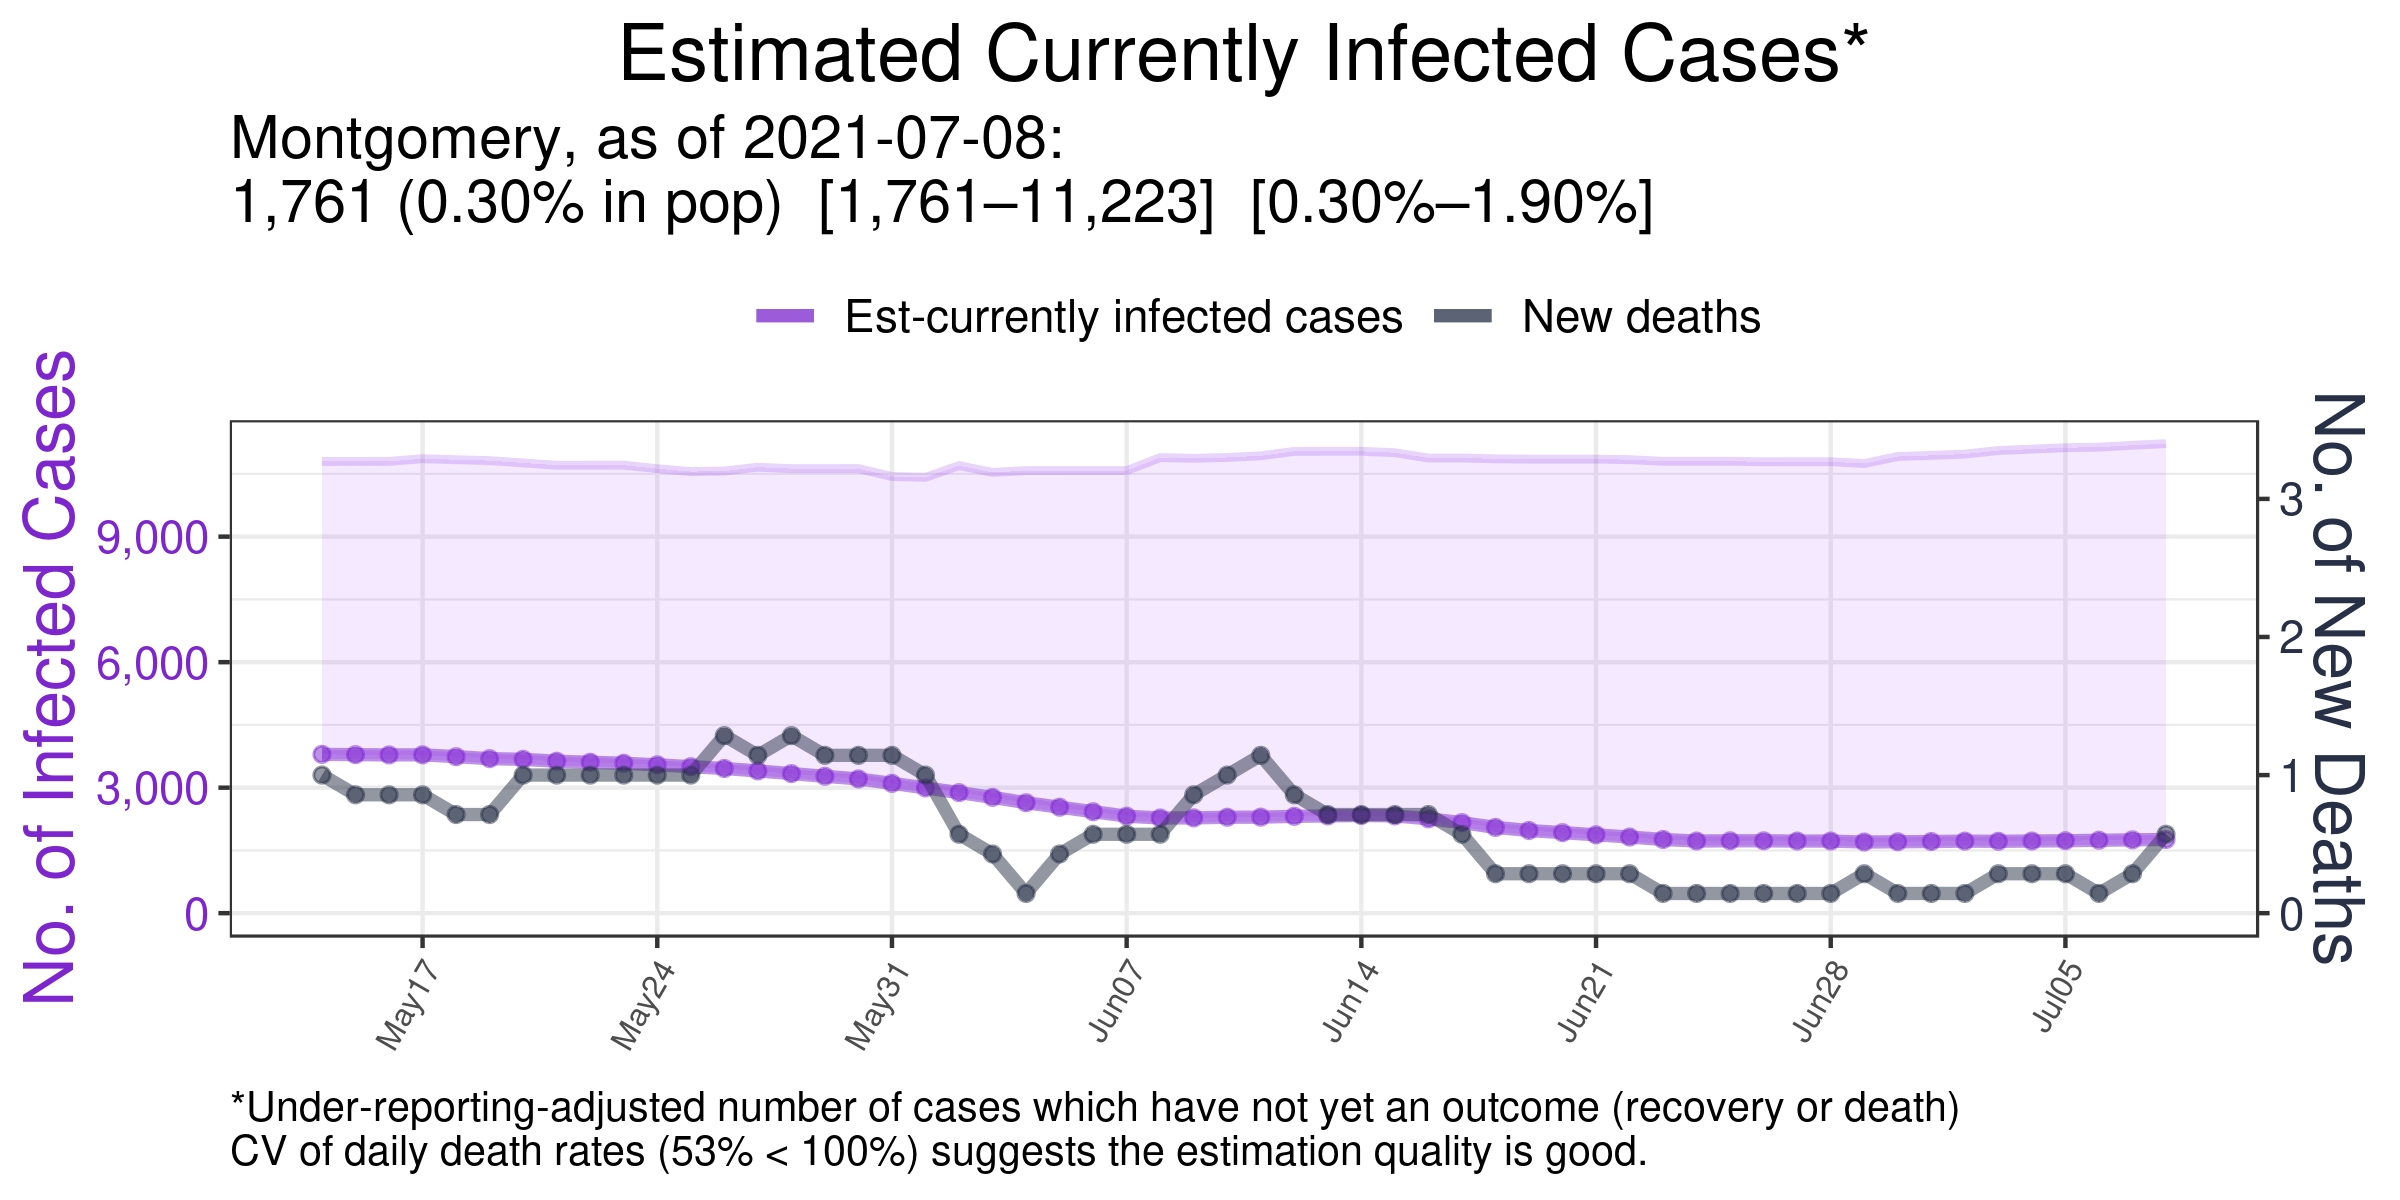 Estimated Currently Infected Cases*
Montgomery, as of 2021-07-08:
1,761 (0.30% in pop)  [1,761–11,223]  [0.30%–1.90%]
Est-currently infected cases
New deaths
No. of Infected Cases
9,000
6,000
3,000
0
3
2
1
0
No. of New Deaths
May17
May24
May31
Jun07
Jun14
Jun21
Jun28
Jul05
*Under-reporting-adjusted number of cases which have not yet an outcome (recovery or death)
CV of daily death rates (53% < 100%) suggests the estimation quality is good.